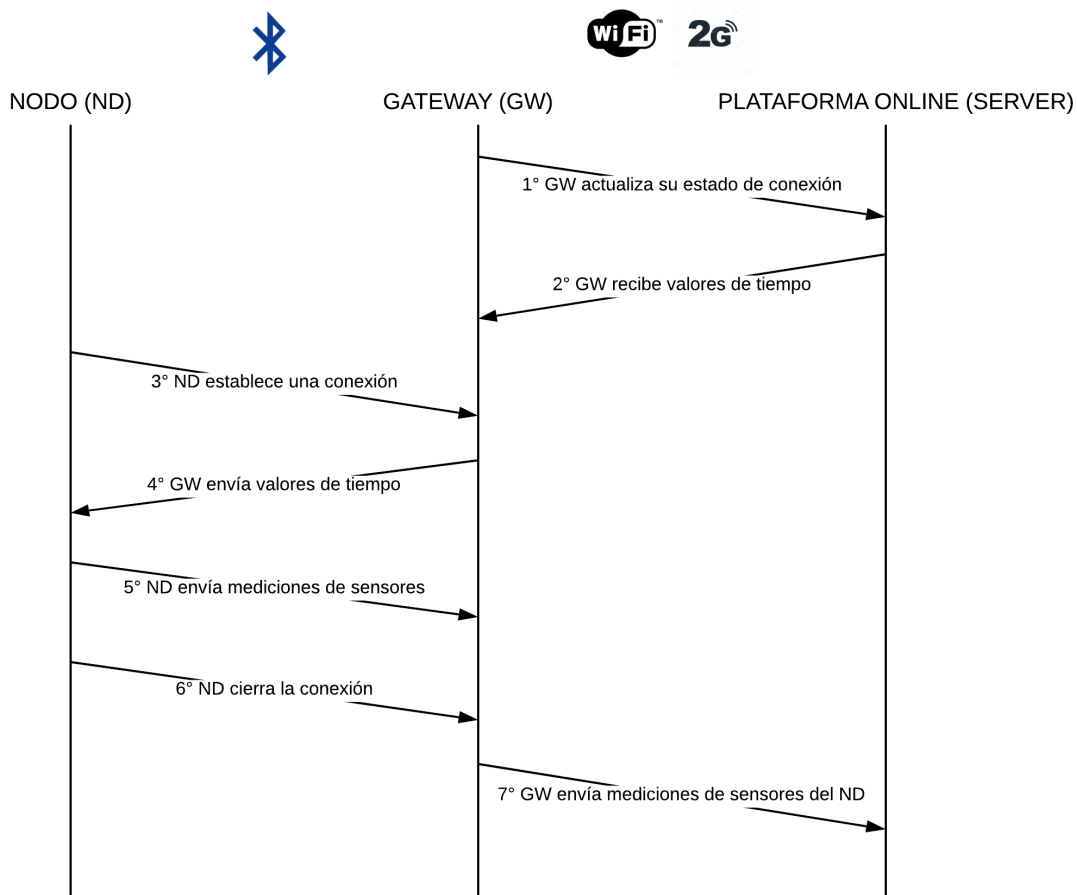 WiFi™ 2G
NODO (ND) GATEWAY (GW) PLATAFORMA ONLINE (SERVER)
1° GW actualiza su estado de conexión
2° GW recibe valores de tiempo
3° ND establece una conexión
4° GW envía valores de tiempo
5° ND envía mediciones de sensores
6° ND cierra la conexión
7° GW envía mediciones de sensores del ND